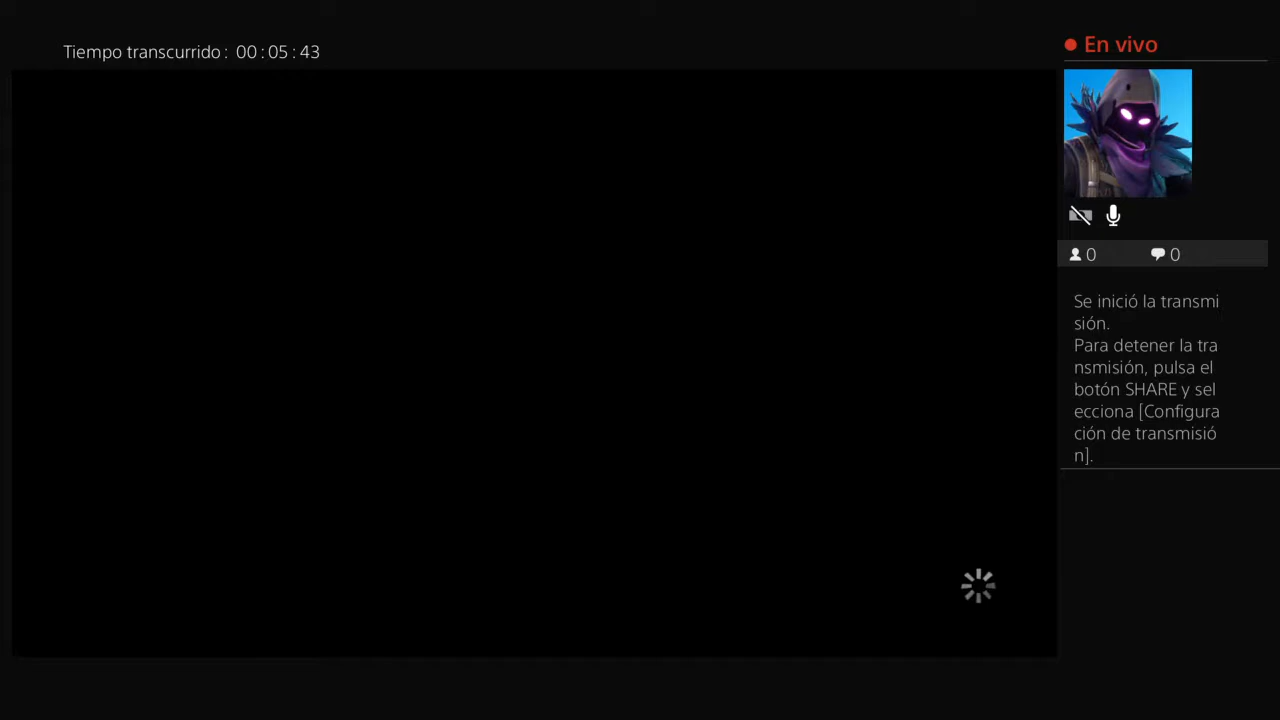 Tiempo transcurrido: 00:05:43
En vivo
0 0
Se inició la transmi
sión.
Para detener la tra
nsmisión, pulsa el
botón SHARE y sel
ecciona [Configura
ción de transmisió
n].